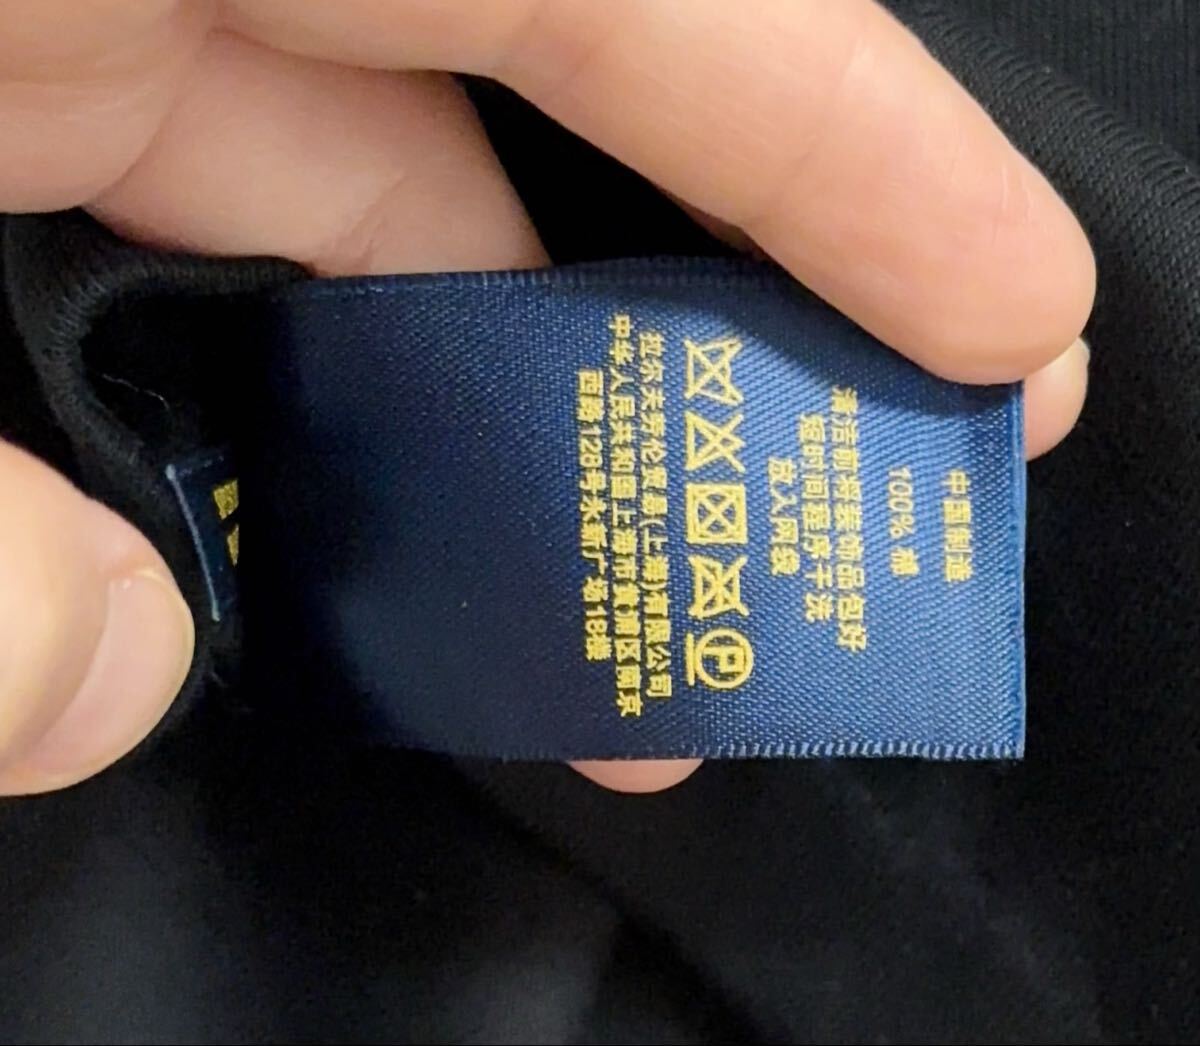 中国制造
100% 棉
清洁前将装饰品包好
短时间程序干洗
放入网袋
P
拉尔夫劳伦贸易(上海)有限公司
中华人民共和国上海市黄浦区南京
西路128号永新广场18楼